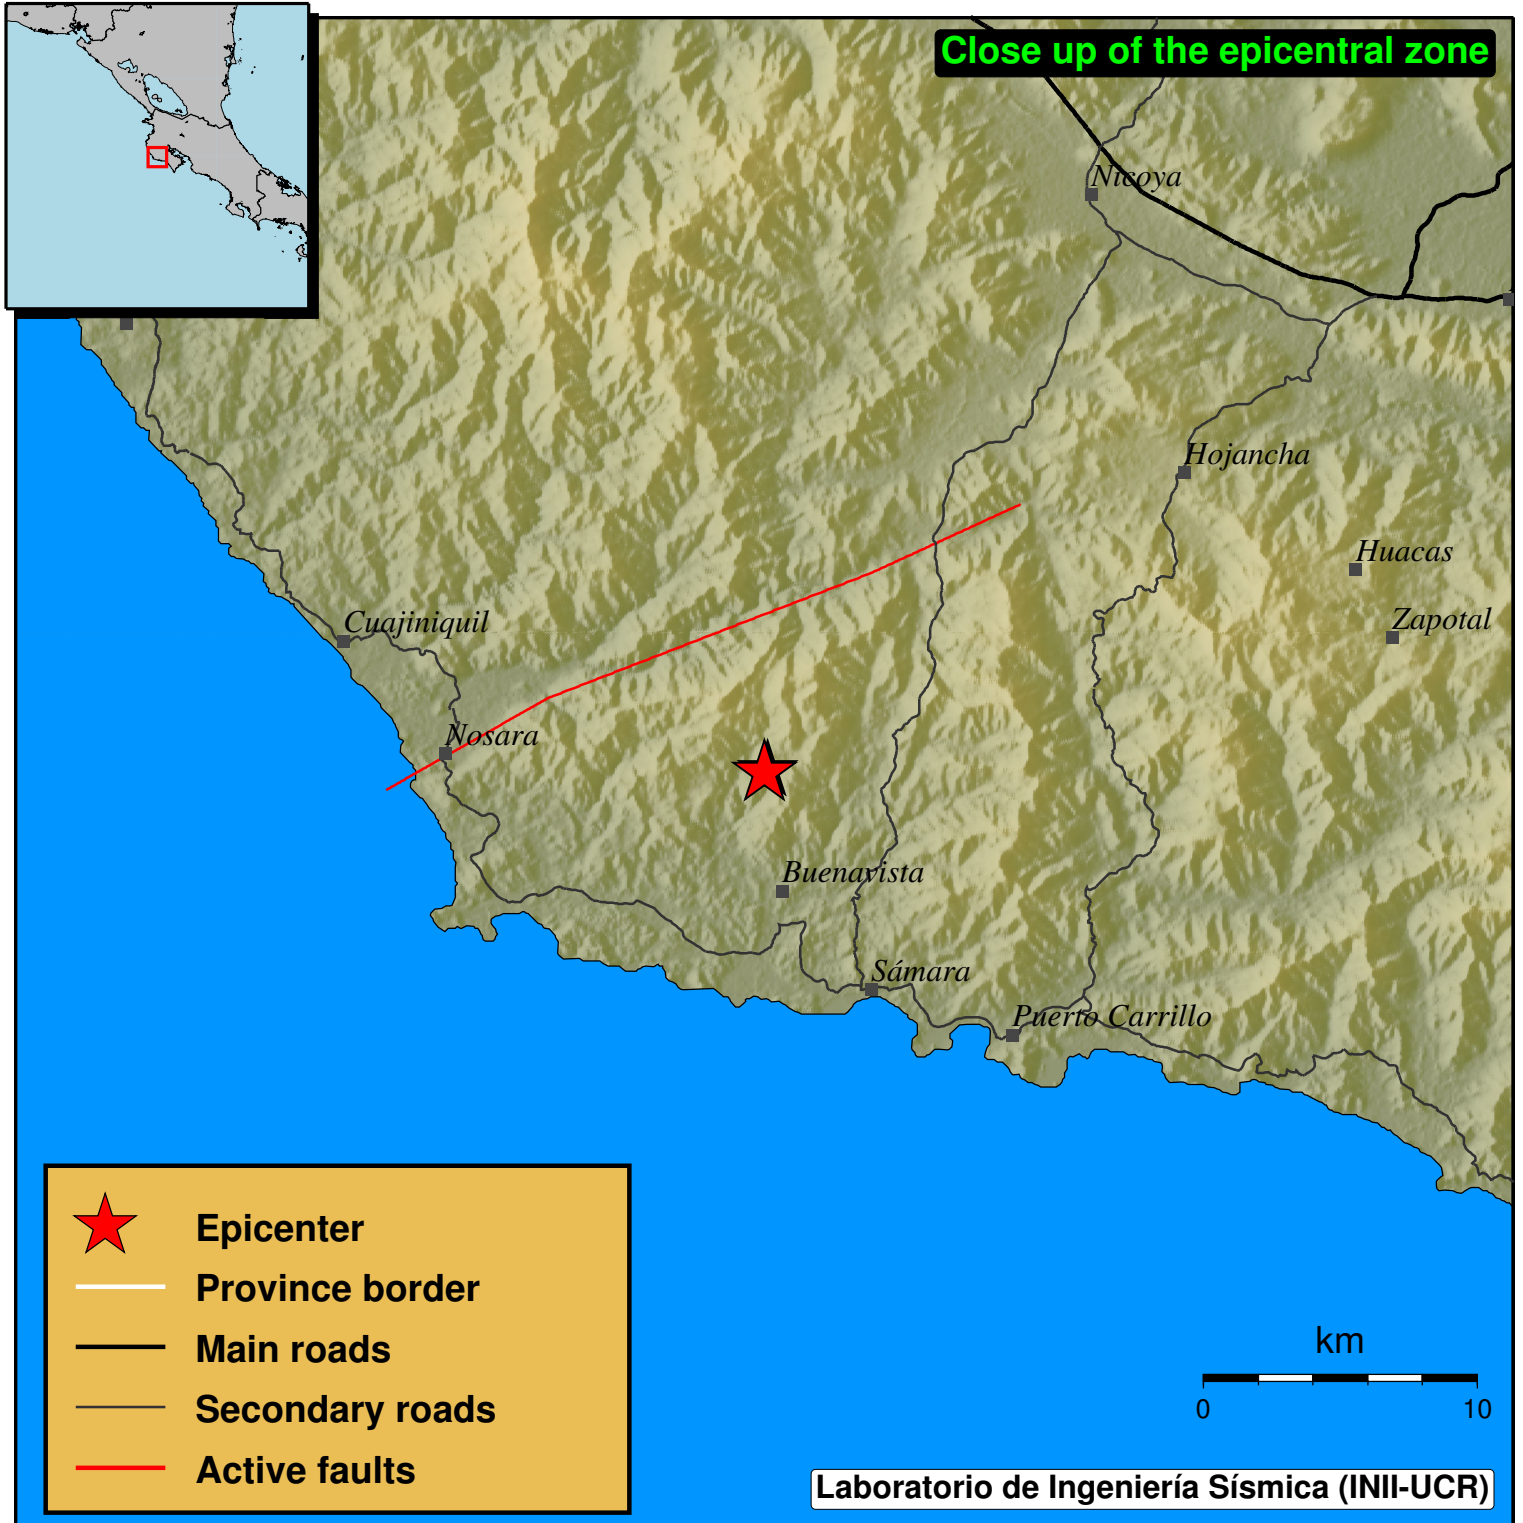 Close up of the epicentral zone
Nicoya
Hojancha
Huacas
Zapotal
Cuajiniquil
Nosara
Buenavista
Sámara
Puerto Carrillo
Epicenter
Province border
Main roads
Secondary roads
Active faults
km
0 10
Laboratorio de Ingeniería Sísmica (INII-UCR)